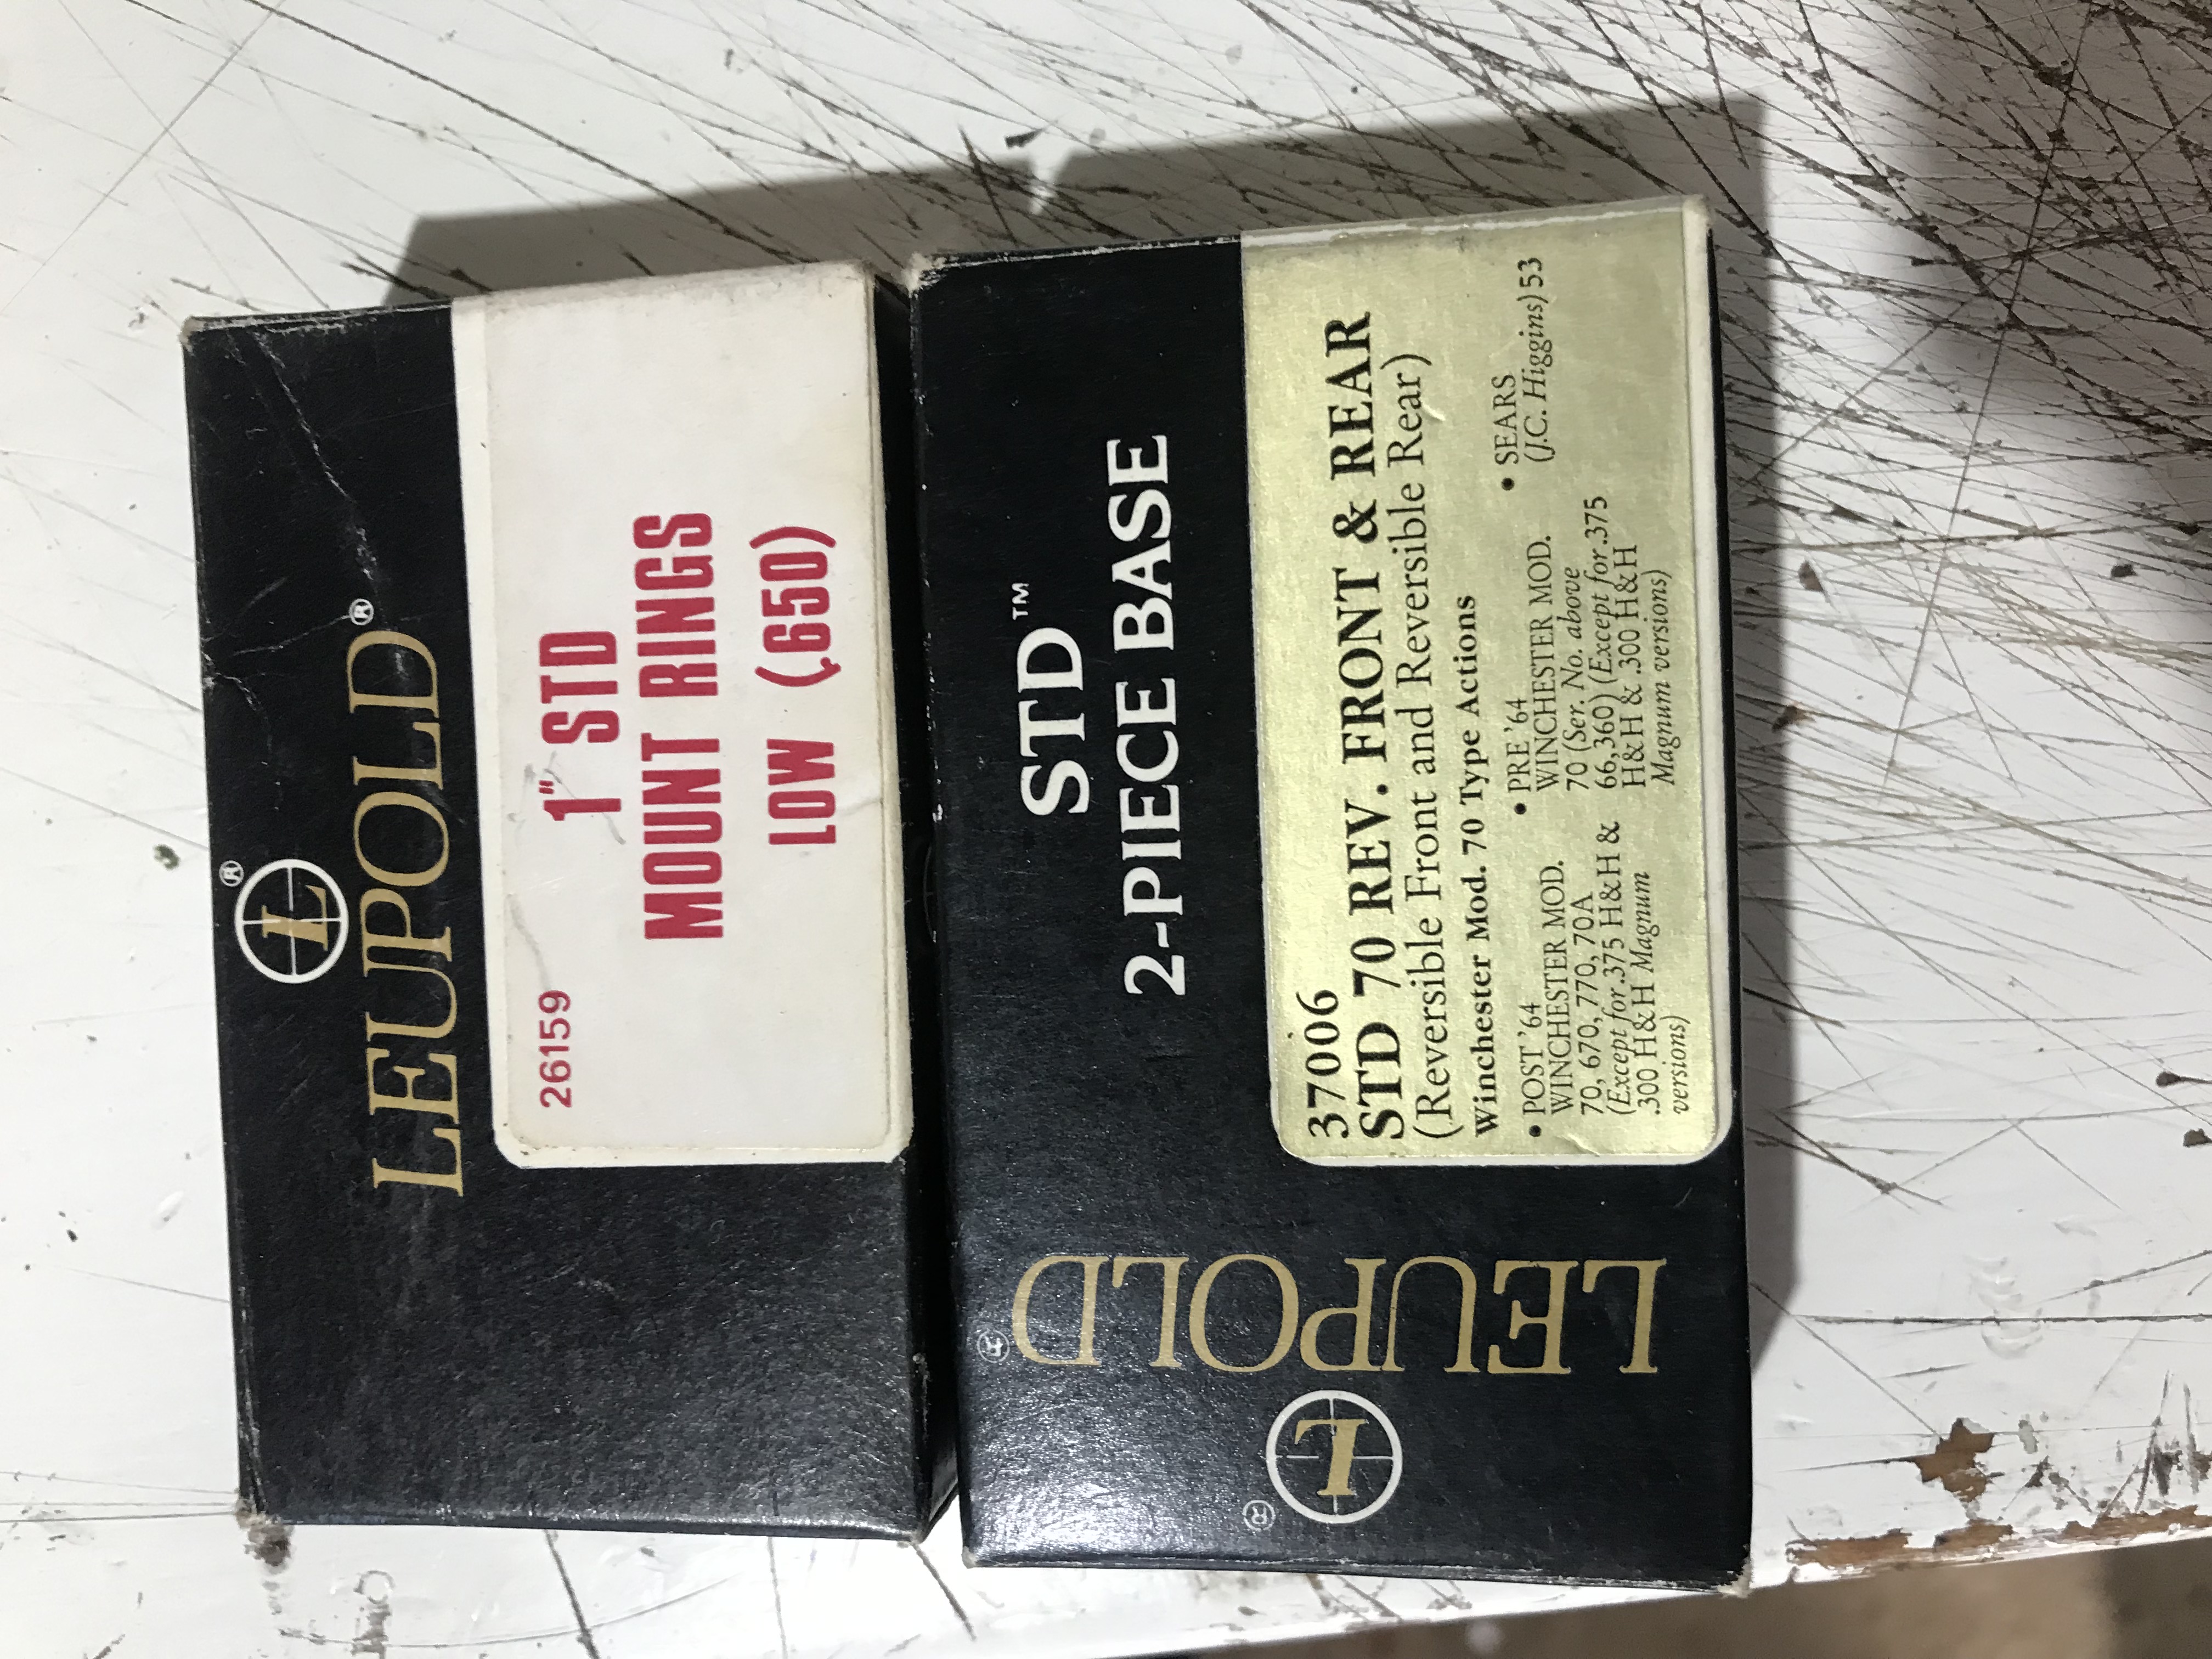 L®
LEUPOLD®
26159
1" STD
MOUNT RINGS
LOW (.650)
STD™
2-PIECE BASE
37006
STD 70 REV. FRONT & REAR
(Reversible Front and Reversible Rear)
Winchester Mod. 70 Type Actions
• POST '64
WINCHESTER MOD.
70, 670, 770, 70A
(Except for .375 H&H &
.300 H&H Magnum
versions)
• PRE '64
WINCHESTER MOD.
70 (Ser. No. above
66,360) (Except for .375
H&H & .300 H&H
Magnum versions)
• SEARS
(J.C. Higgins) 53
L®
LEUPOLD®